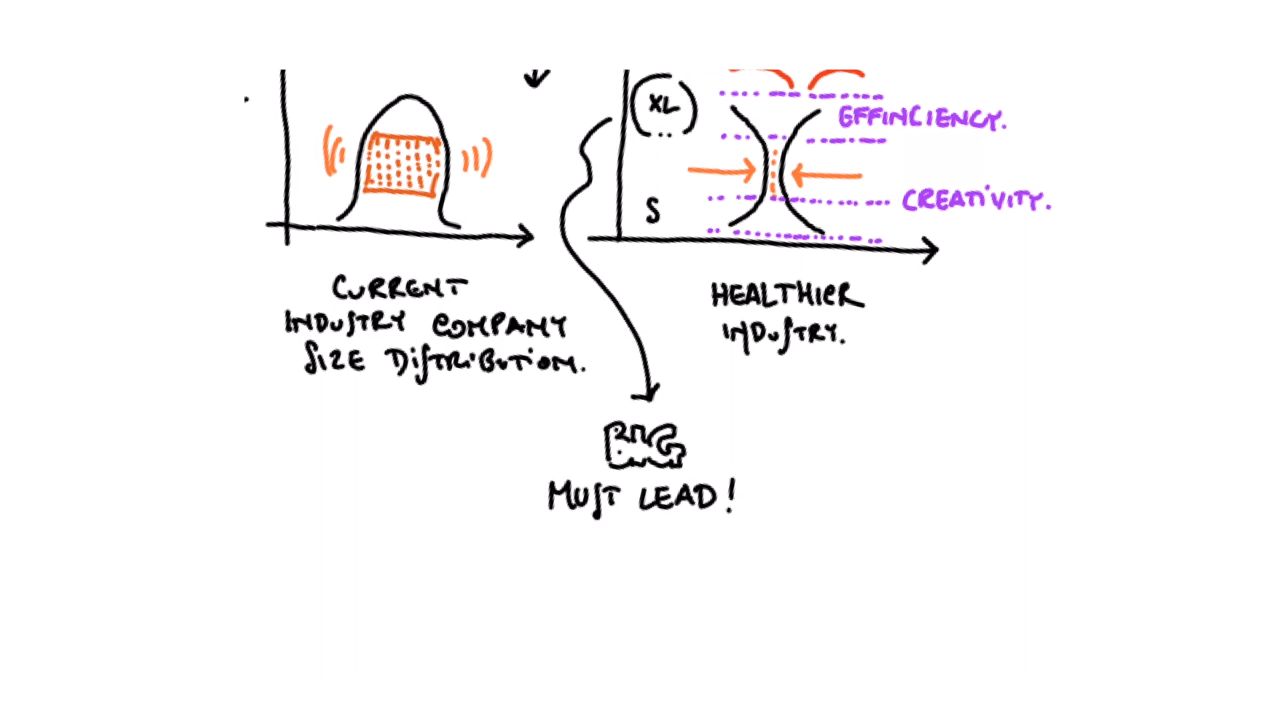 XL
EFFINCIENCY.
CREATIVITY.
S
CURRENT
INDUSTRY COMPANY
SIZE DISTRIBUTION.
HEALTHIER
INDUSTRY.
BIG
MUST LEAD!